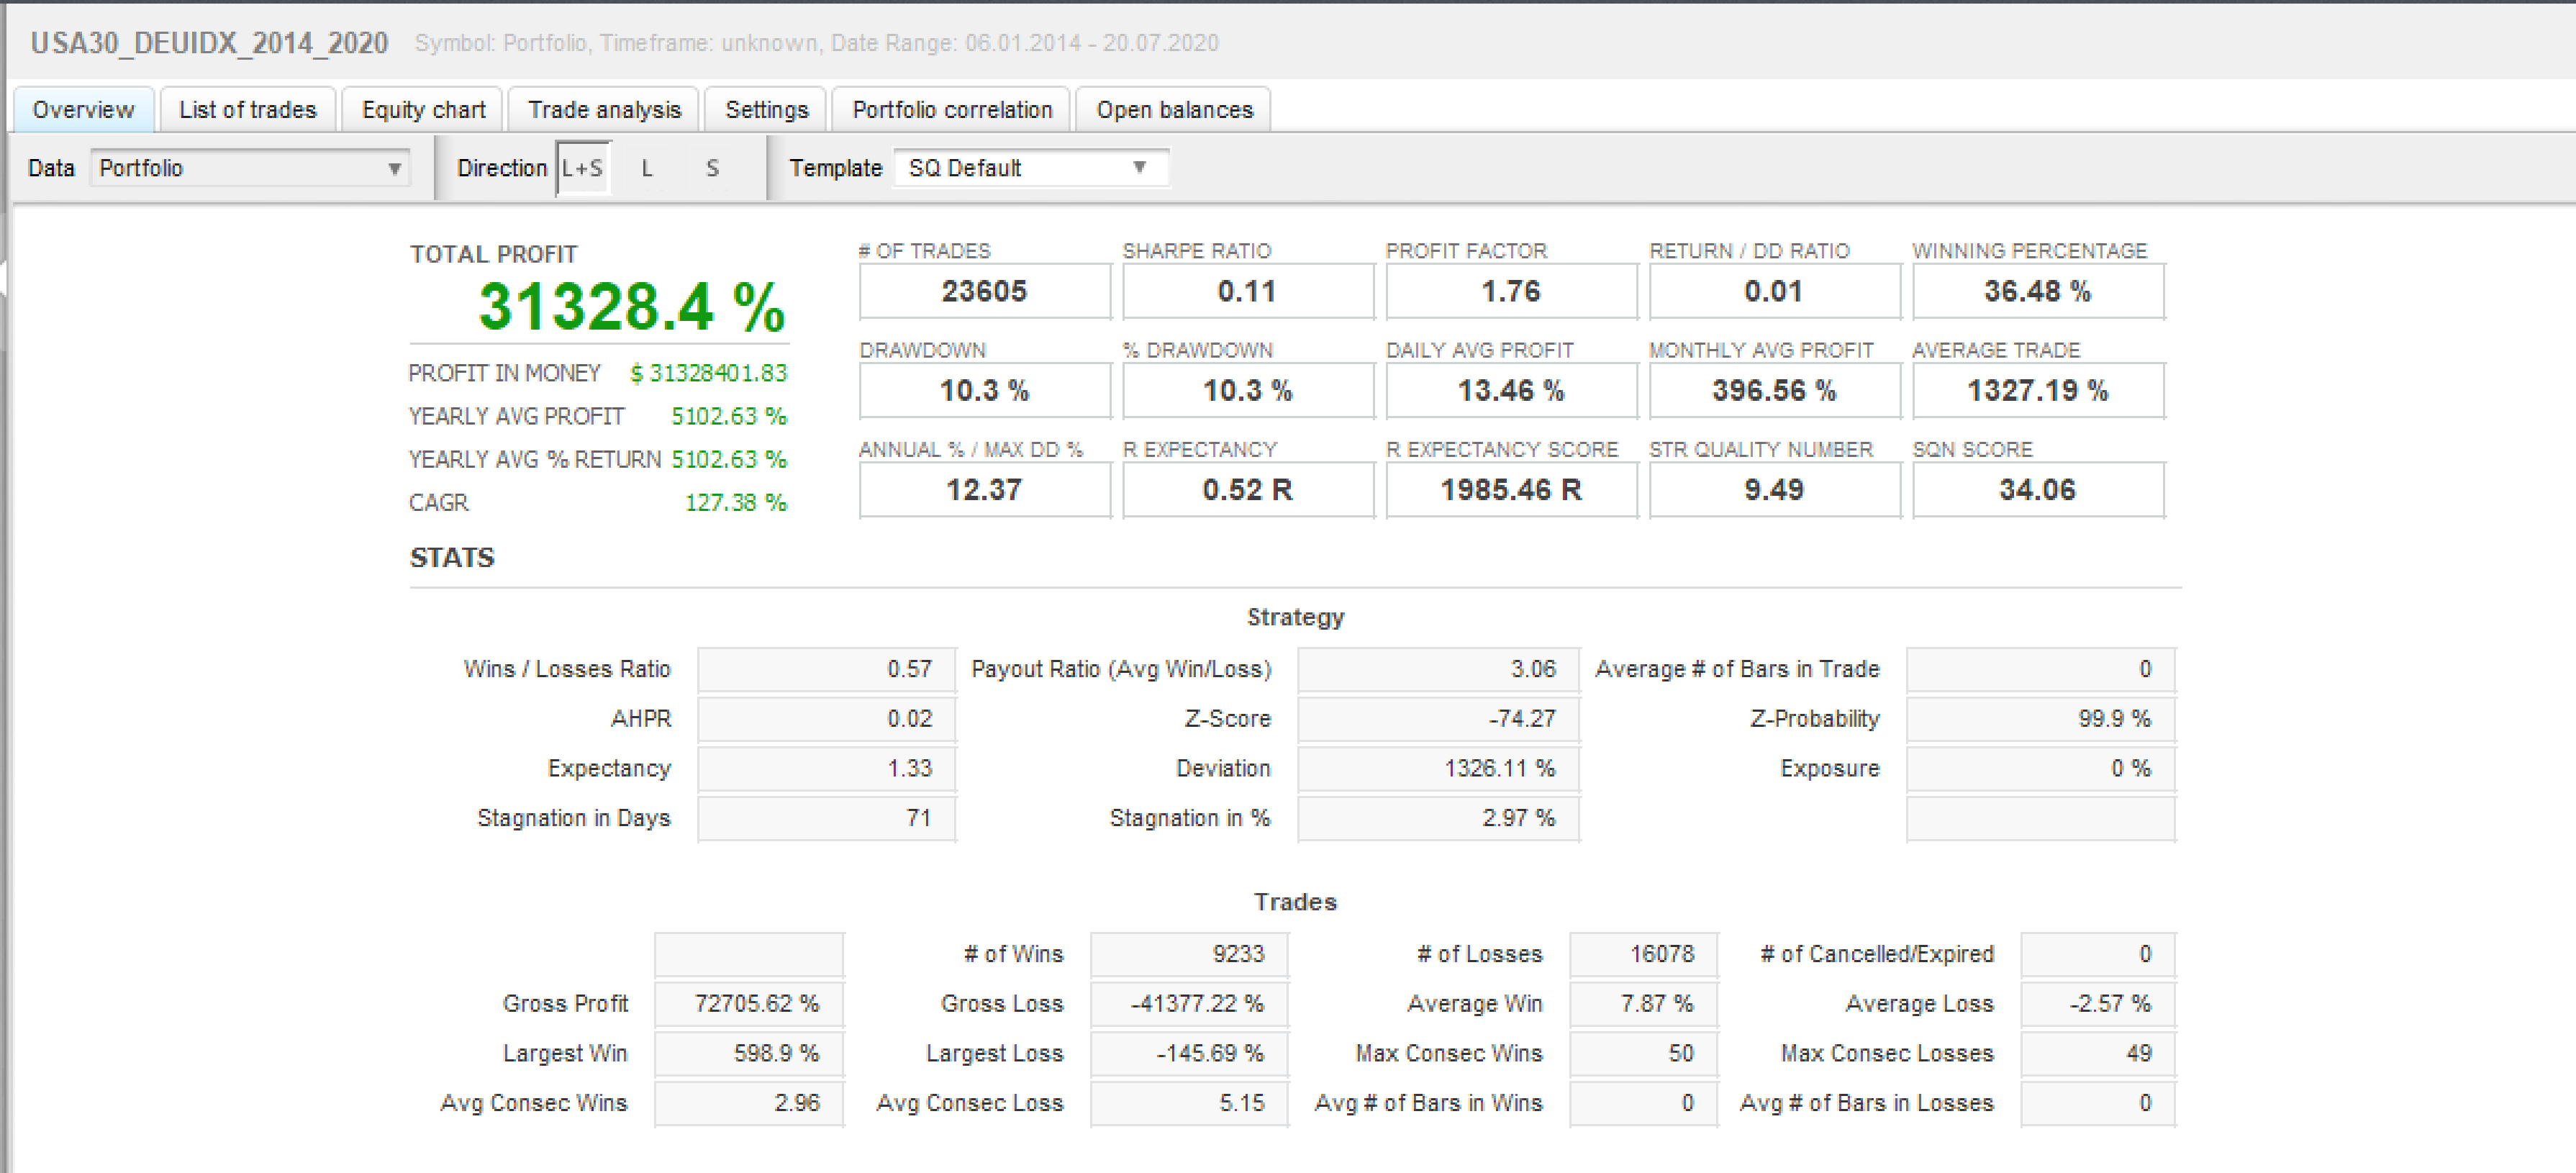 USA30_DEUIDX_2014_2020 Symbol: Portfolio, Timeframe: unknown, Date Range: 06.01.2014 - 20.07.2020
Overview List of trades Equity chart Trade analysis Settings Portfolio correlation Open balances
Data Portfolio Direction L+S L S Template SQ Default
TOTAL PROFIT
31328.4 %
PROFIT IN MONEY $ 31328401.83
YEARLY AVG PROFIT 5102.63 %
YEARLY AVG % RETURN 5102.63 %
CAGR 127.38 %
# OF TRADES SHARPE RATIO PROFIT FACTOR RETURN / DD RATIO WINNING PERCENTAGE
23605 0.11 1.76 0.01 36.48 %
DRAWDOWN % DRAWDOWN DAILY AVG PROFIT MONTHLY AVG PROFIT AVERAGE TRADE
10.3 % 10.3 % 13.46 % 396.56 % 1327.19 %
ANNUAL % / MAX DD % R EXPECTANCY R EXPECTANCY SCORE STR QUALITY NUMBER SQN SCORE
12.37 0.52 R 1985.46 R 9.49 34.06
STATS
Strategy
Wins / Losses Ratio 0.57 Payout Ratio (Avg Win/Loss) 3.06 Average # of Bars in Trade 0
AHPR 0.02 Z-Score -74.27 Z-Probability 99.9 %
Expectancy 1.33 Deviation 1326.11 % Exposure 0 %
Stagnation in Days 71 Stagnation in % 2.97 %
Trades
# of Wins 9233 # of Losses 16078 # of Cancelled/Expired 0
Gross Profit 72705.62 % Gross Loss -41377.22 % Average Win 7.87 % Average Loss -2.57 %
Largest Win 598.9 % Largest Loss -145.69 % Max Consec Wins 50 Max Consec Losses 49
Avg Consec Wins 2.96 Avg Consec Loss 5.15 Avg # of Bars in Wins 0 Avg # of Bars in Losses 0